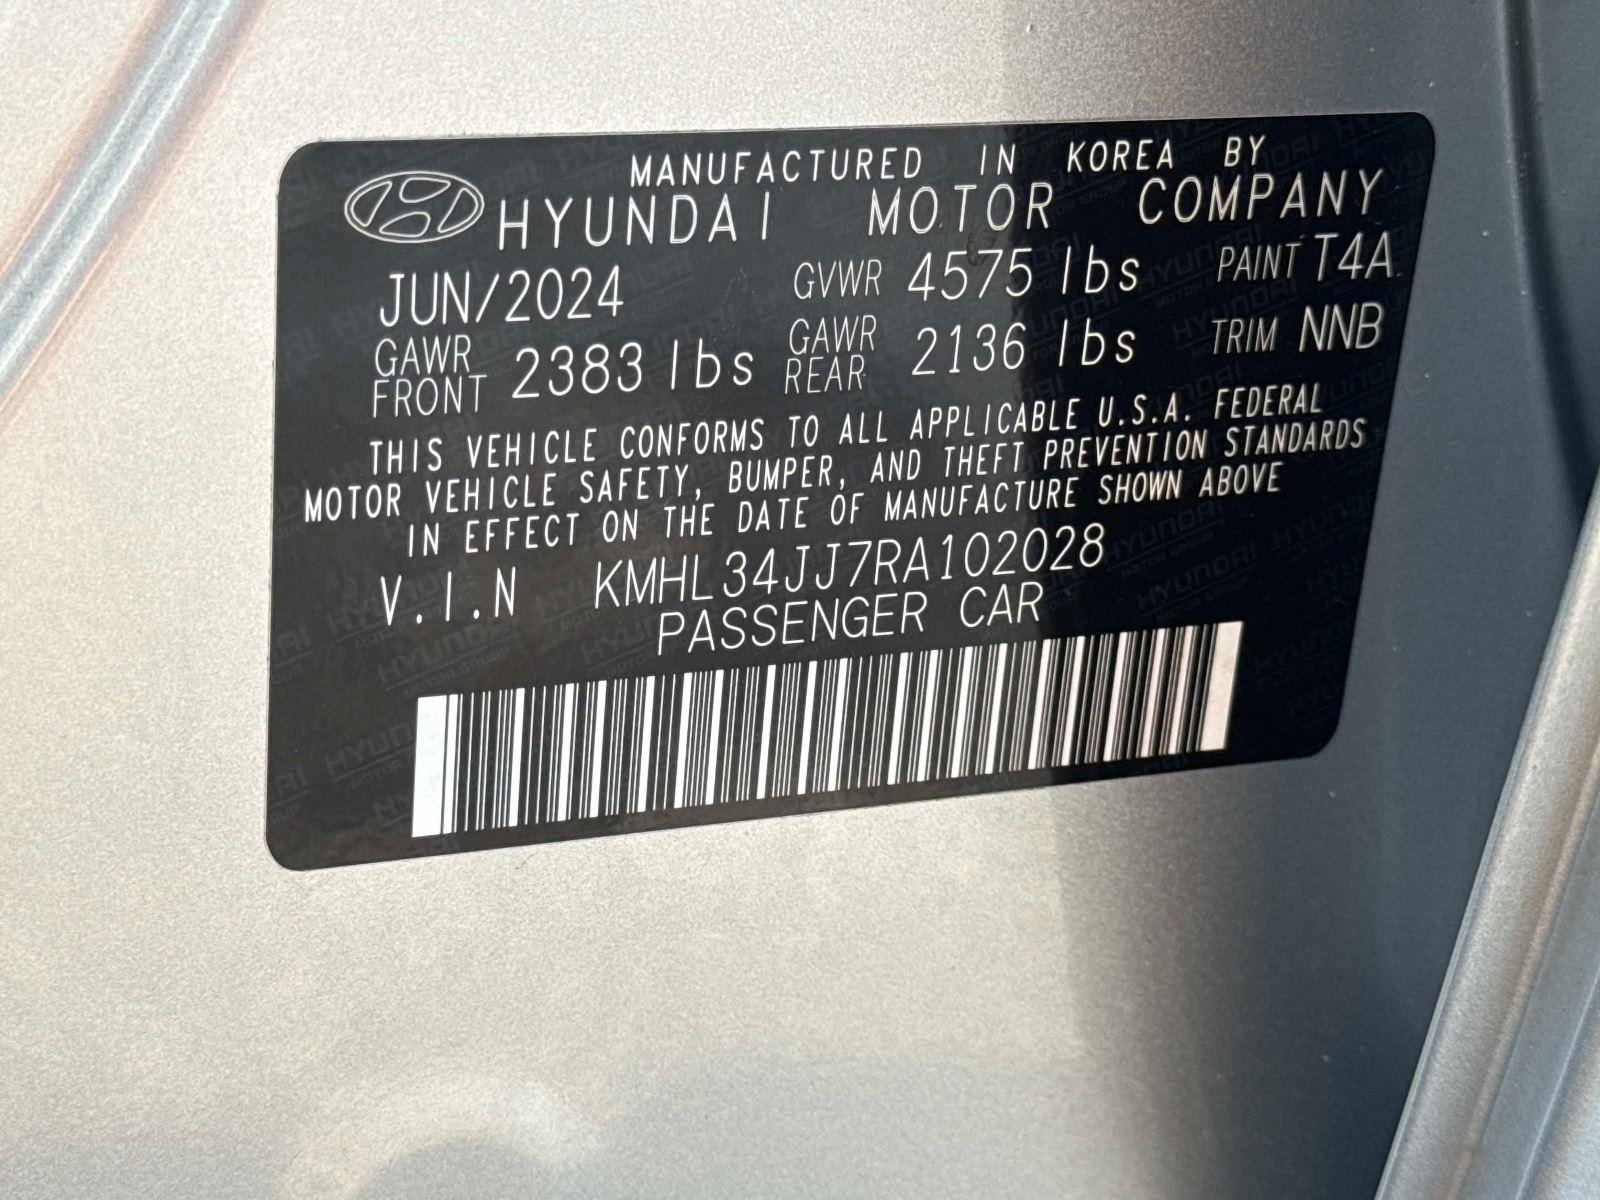 MANUFACTURED IN KOREA BY
HYUNDAI MOTOR COMPANY
JUN/2024 GVWR 4575 lbs PAINT T4A
GAWR FRONT 2383 lbs GAWR REAR 2136 lbs TRIM NNB
THIS VEHICLE CONFORMS TO ALL APPLICABLE U.S.A. FEDERAL
MOTOR VEHICLE SAFETY, BUMPER, AND THEFT PREVENTION STANDARDS
IN EFFECT ON THE DATE OF MANUFACTURE SHOWN ABOVE
V.I.N KMHL34JJ7RA102028
PASSENGER CAR